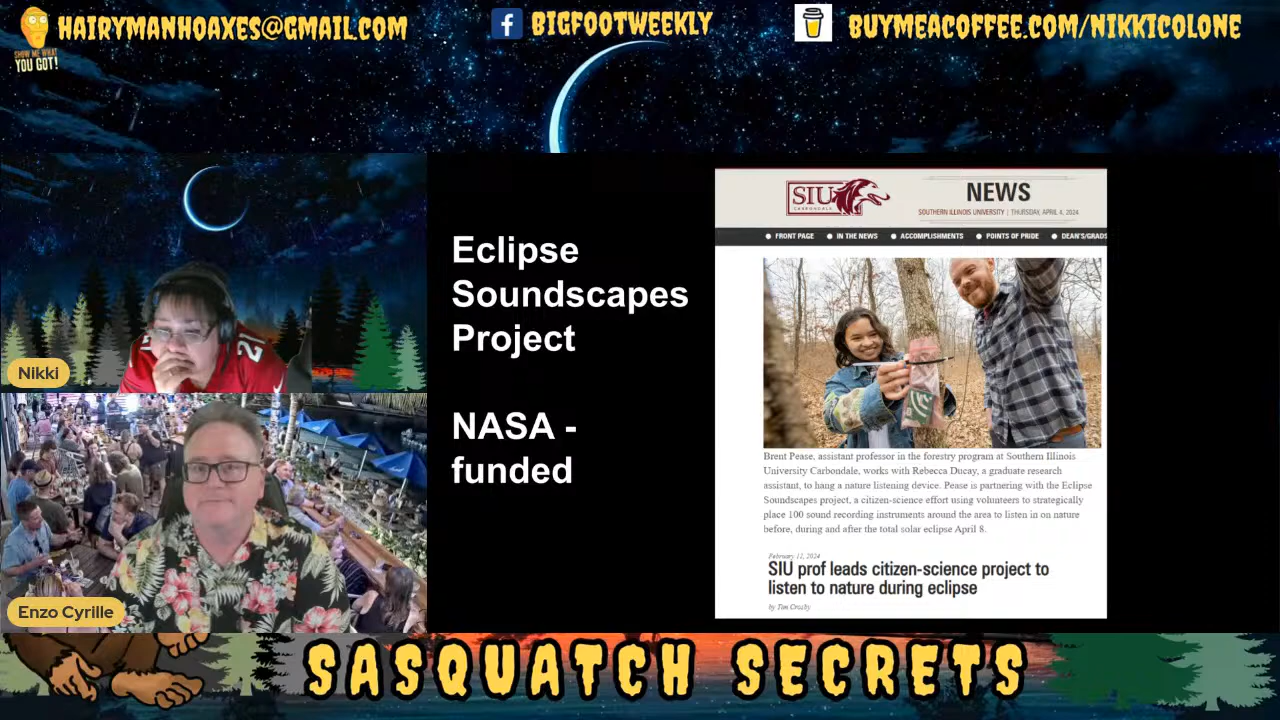 HAIRYMANHOAXES@GMAIL.COM
BIGFOOTWEEKLY
BUYMEACOFFEE.COM/NIKKICOLONE
SHOW ME WHAT
YOU GOT!
Nikki
21
Enzo Cyrille
Eclipse
Soundscapes
Project
NASA -
funded
SIU
CARBONDALE
NEWS
SOUTHERN ILLINOIS UNIVERSITY | THURSDAY, APRIL 4, 2024
FRONT PAGE
IN THE NEWS
ACCOMPLISHMENTS
POINTS OF PRIDE
DEAN'S/GRADS
Brent Pease, assistant professor in the forestry program at Southern Illinois
University Carbondale, works with Rebecca Ducay, a graduate research
assistant, to hang a nature listening device. Pease is partnering with the Eclipse
Soundscapes project, a citizen-science effort using volunteers to strategically
place 100 sound recording instruments around the area to listen in on nature
before, during and after the total solar eclipse April 8.
February 12, 2024
SIU prof leads citizen-science project to
listen to nature during eclipse
by Tim Crosby
SASQUATCH SECRETS